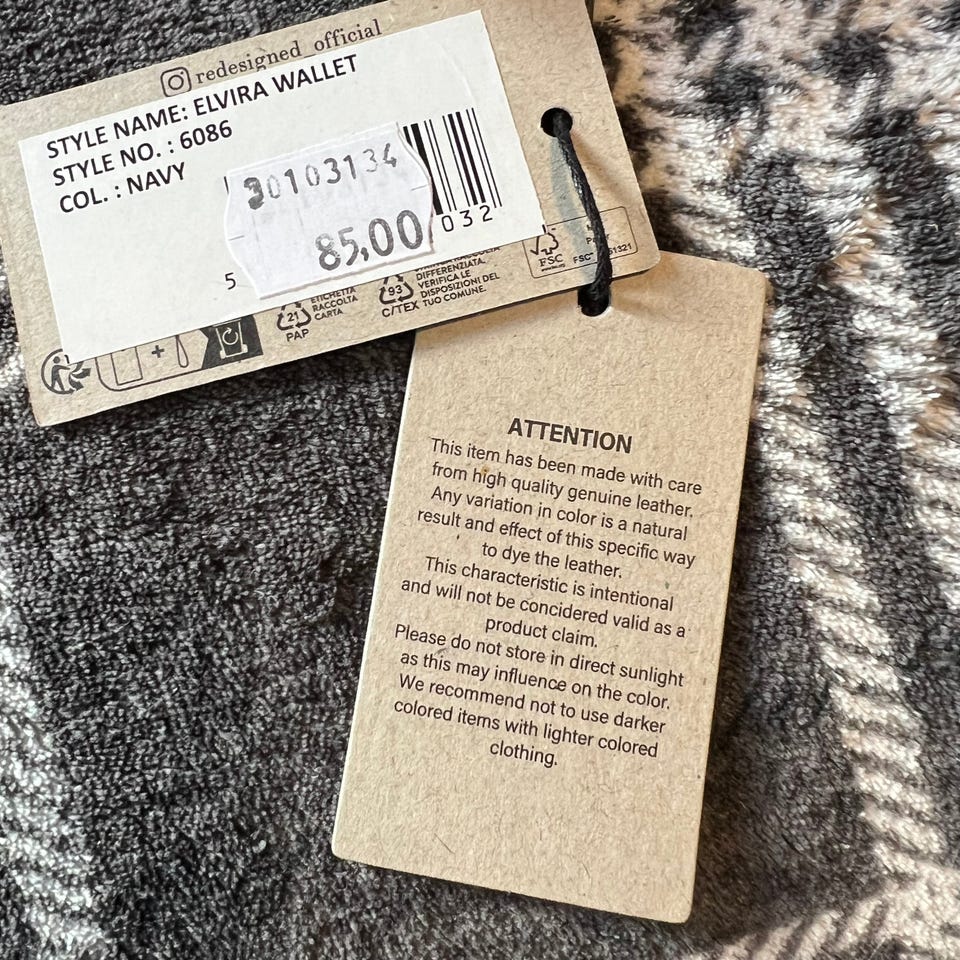 redesigned_official
STYLE NAME: ELVIRA WALLET
STYLE NO. : 6086
COL. : NAVY
30103134
85,00
5
032
ETICHETTA
RACCOLTA
CARTA
21
PAP
93
C/TEX
DIFFERENZIATA.
VERIFICA LE
DISPOSIZIONI DEL
TUO COMUNE.
FSC
ATTENTION
This item has been made with care
from high quality genuine leather.
Any variation in color is a natural
result and effect of this specific way
to dye the leather.
This characteristic is intentional
and will not be concidered valid as a
product claim.
Please do not store in direct sunlight
as this may influence on the color.
We recommend not to use darker
colored items with lighter colored
clothing.